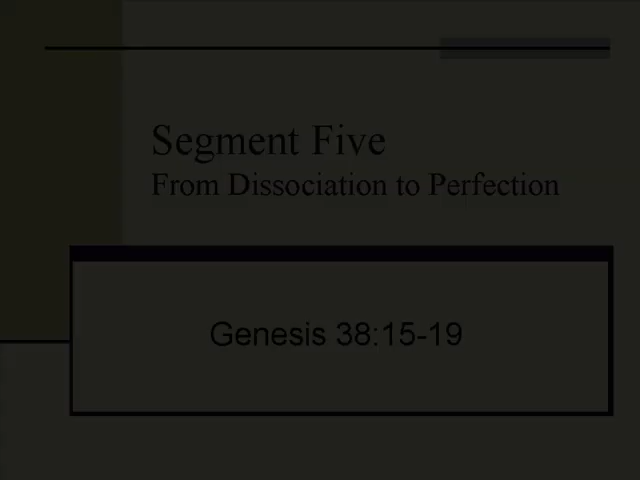 Segment Five
From Dissociation to Perfection
Genesis 38:15-19